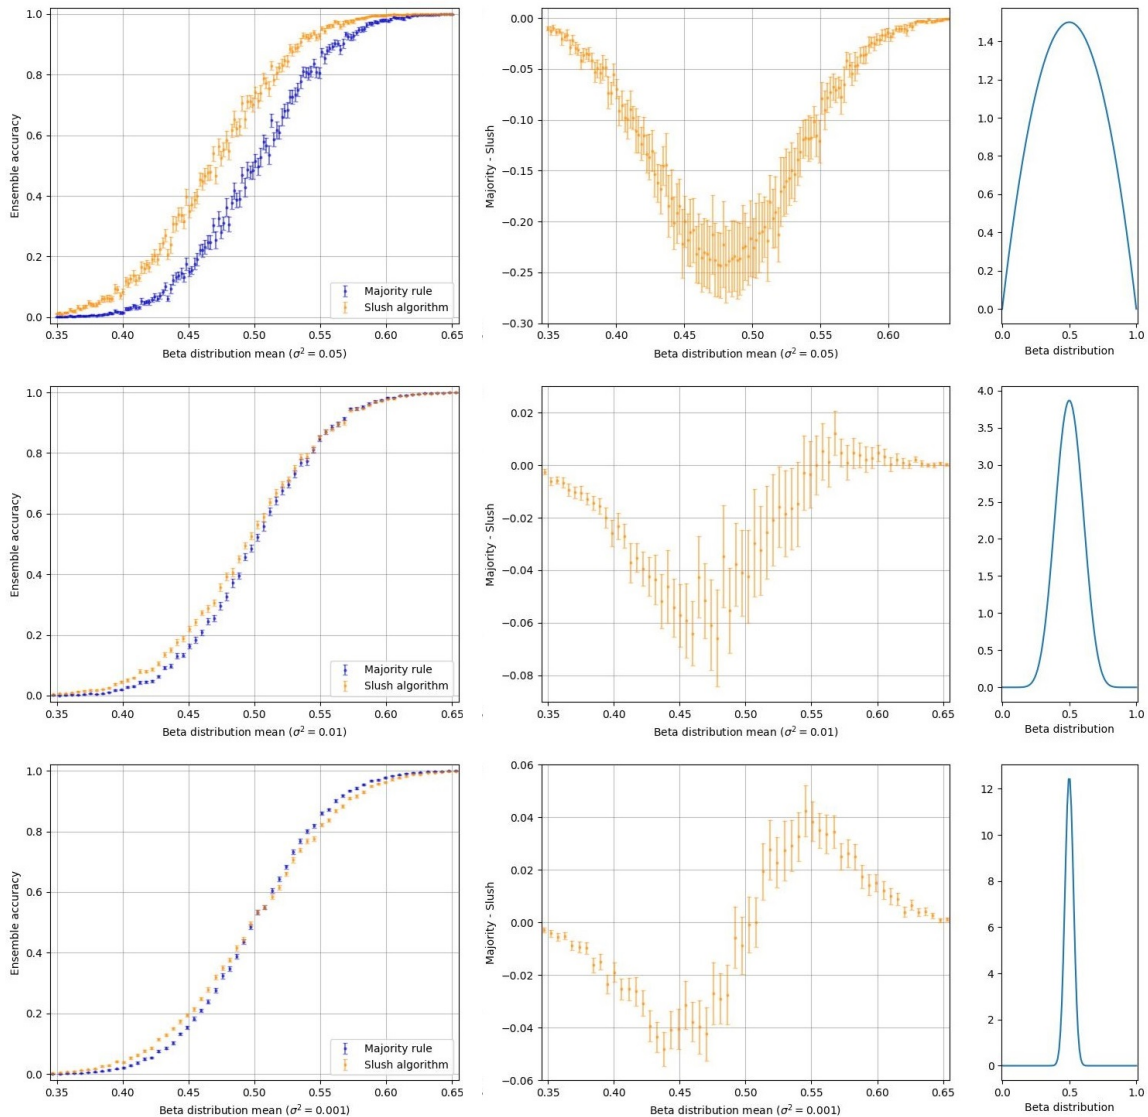 Ensemble accuracy
1.0
0.8
0.6
0.4
0.2
0.0
Majority rule
Slush algorithm
0.35 0.40 0.45 0.50 0.55 0.60 0.65
Beta distribution mean (σ² = 0.05)
Majority - Slush
0.00
−0.05
−0.10
−0.15
−0.20
−0.25
−0.30
0.35 0.40 0.45 0.50 0.55 0.60
Beta distribution mean (σ² = 0.05)
1.4
1.2
1.0
0.8
0.6
0.4
0.2
0.0
0.0 0.5 1.0
Beta distribution
Ensemble accuracy
1.0
0.8
0.6
0.4
0.2
0.0
Majority rule
Slush algorithm
0.35 0.40 0.45 0.50 0.55 0.60 0.65
Beta distribution mean (σ² = 0.01)
Majority - Slush
0.02
0.00
−0.02
−0.04
−0.06
−0.08
0.35 0.40 0.45 0.50 0.55 0.60 0.65
Beta distribution mean (σ² = 0.01)
4.0
3.5
3.0
2.5
2.0
1.5
1.0
0.5
0.0
0.0 0.5 1.0
Beta distribution
Ensemble accuracy
1.0
0.8
0.6
0.4
0.2
0.0
Majority rule
Slush algorithm
0.35 0.40 0.45 0.50 0.55 0.60 0.65
Beta distribution mean (σ² = 0.001)
Majority - Slush
0.06
0.04
0.02
0.00
−0.02
−0.04
−0.06
0.35 0.40 0.45 0.50 0.55 0.60 0.65
Beta distribution mean (σ² = 0.001)
12
10
8
6
4
2
0
0.0 0.5 1.0
Beta distribution